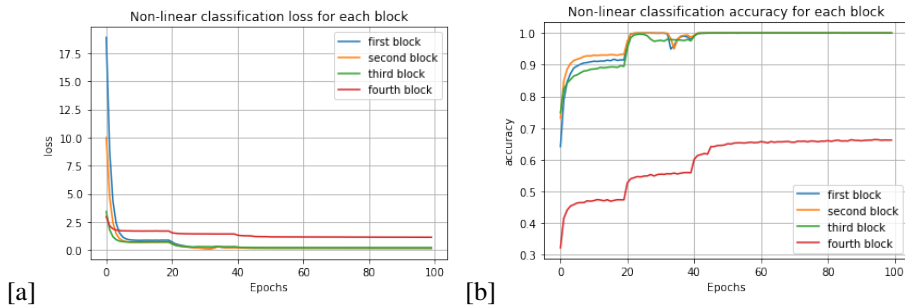 Non-linear classification loss for each block
17.5
15.0
12.5
10.0
7.5
5.0
2.5
0.0
loss
0 20 40 60 80 100
Epochs
first block
second block
third block
fourth block
[a]
Non-linear classification accuracy for each block
1.0
0.9
0.8
0.7
0.6
0.5
0.4
0.3
accuracy
0 20 40 60 80 100
Epochs
first block
second block
third block
fourth block
[b]